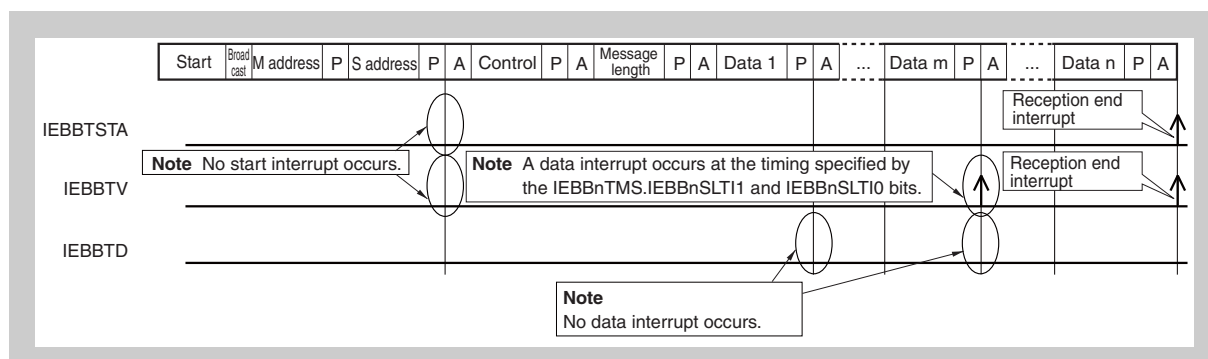 Start Broad cast M address P S address P A Control P A Message length P A Data 1 P A ... Data m P A ... Data n P A
Reception end
interrupt
IEBBTSTA
Note No start interrupt occurs.
Note A data interrupt occurs at the timing specified by
the IEBBnTMS.IEBBnSLTI1 and IEBBnSLTI0 bits.
Reception end
interrupt
IEBBTV
IEBBTD
Note
No data interrupt occurs.